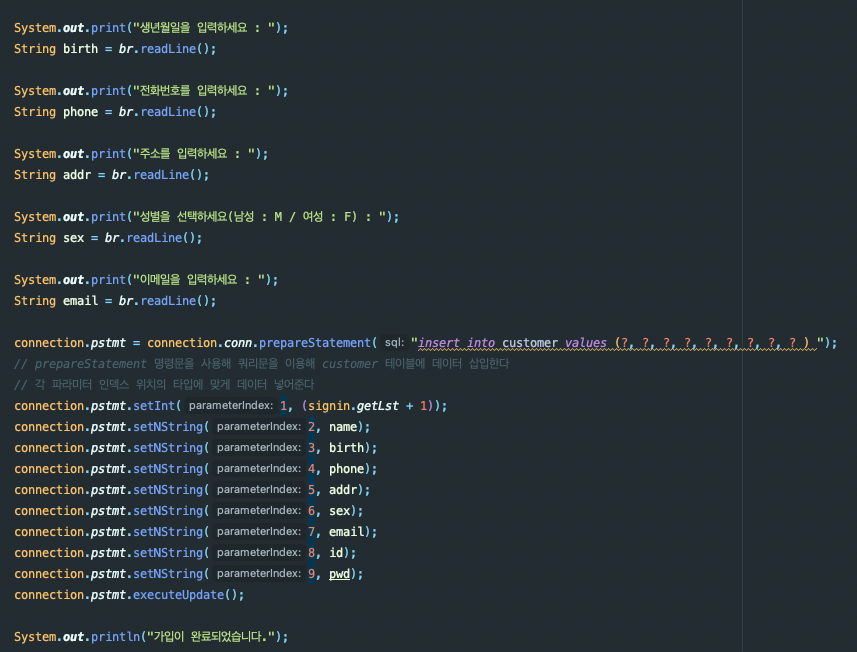 System.out.print("생년월일을 입력하세요 : ");
String birth = br.readLine();
System.out.print("전화번호를 입력하세요 : ");
String phone = br.readLine();
System.out.print("주소를 입력하세요 : ");
String addr = br.readLine();
System.out.print("성별을 선택하세요(남성 : M / 여성 : F) : ");
String sex = br.readLine();
System.out.print("이메일을 입력하세요 : ");
String email = br.readLine();
connection.pstmt = connection.conn.prepareStatement( sql: "insert into customer values (?, ?, ?, ?, ?, ?, ?, ?, ? ) ");
// prepareStatement 명령문을 사용해 쿼리문을 이용해 customer 테이블에 데이터 삽입한다
// 각 파라미터 인덱스 위치의 타입에 맞게 데이터 넣어준다
connection.pstmt.setInt( parameterIndex: 1, (signin.getLst + 1));
connection.pstmt.setNString( parameterIndex: 2, name);
connection.pstmt.setNString( parameterIndex: 3, birth);
connection.pstmt.setNString( parameterIndex: 4, phone);
connection.pstmt.setNString( parameterIndex: 5, addr);
connection.pstmt.setNString( parameterIndex: 6, sex);
connection.pstmt.setNString( parameterIndex: 7, email);
connection.pstmt.setNString( parameterIndex: 8, id);
connection.pstmt.setNString( parameterIndex: 9, pwd);
connection.pstmt.executeUpdate();
System.out.println("가입이 완료되었습니다.");